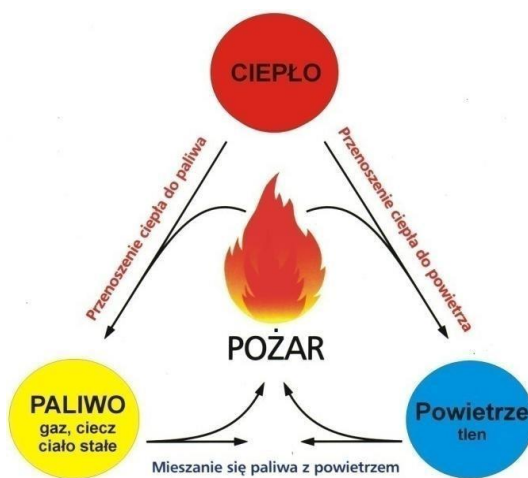 CIEPŁO
Przenoszenie ciepła do paliwa
Przenoszenie ciepła do powietrza
POŻAR
PALIWO
gaz, ciecz
ciało stałe
Powietrze
tlen
Mieszanie się paliwa z powietrzem